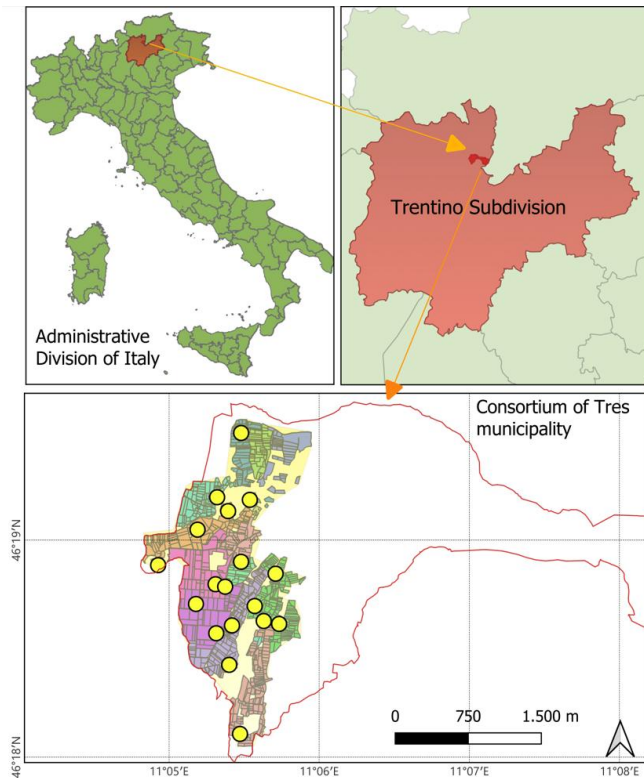 Administrative
Division of Italy
Trentino Subdivision
Consortium of Tres
municipality
46°19'N
46°18'N
0 750 1.500 m
11°05'E 11°06'E 11°07'E 11°08'E